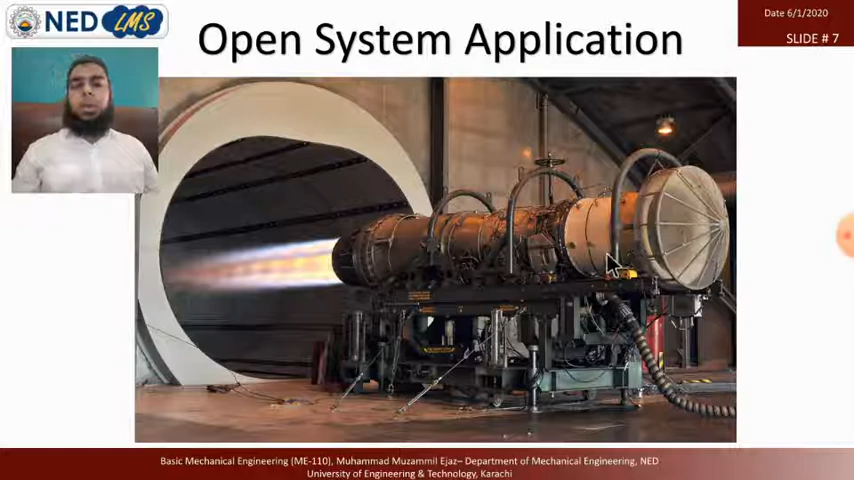 NED LMS
Open System Application
Date 6/1/2020
SLIDE # 7
Basic Mechanical Engineering (ME-110), Muhammad Muzammil Ejaz– Department of Mechanical Engineering, NED
University of Engineering & Technology, Karachi